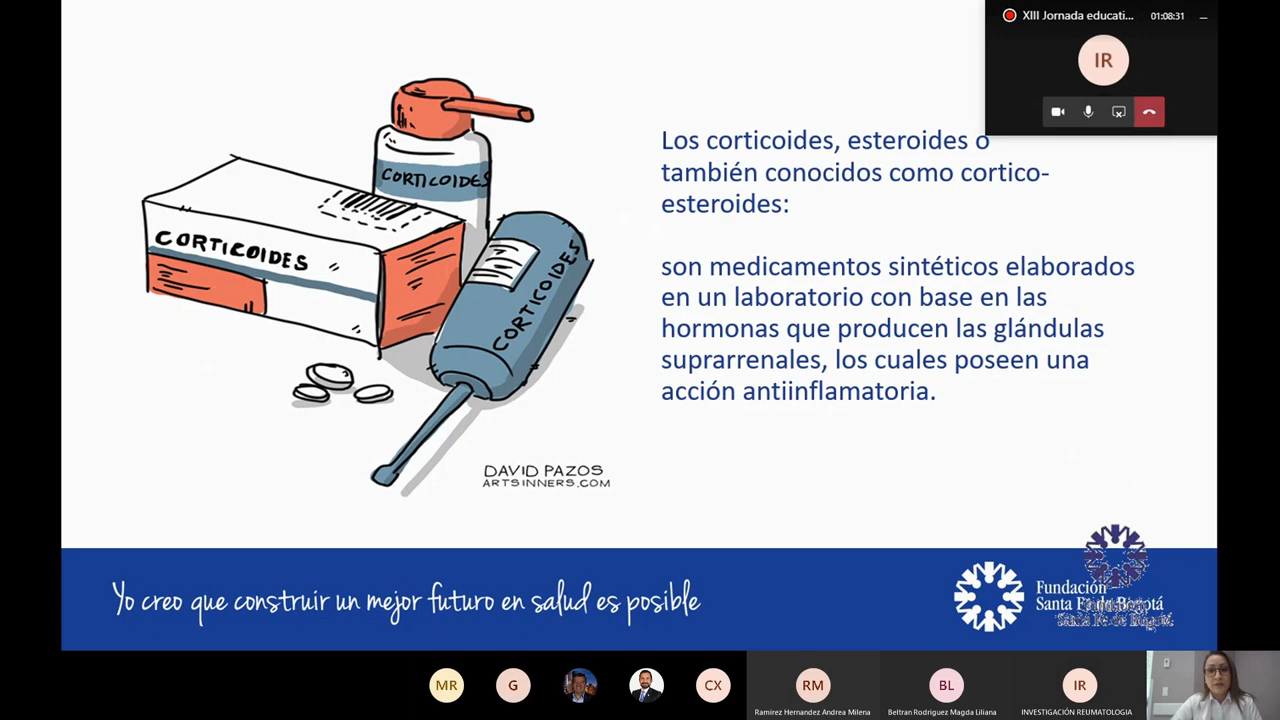 XIII Jornada educati...
01:08:31
IR
Los corticoides, esteroides o
también conocidos como cortico-
esteroides:
son medicamentos sintéticos elaborados
en un laboratorio con base en las
hormonas que producen las glándulas
suprarrenales, los cuales poseen una
acción antiinflamatoria.
CORTICOIDES
CORTICOIDES
CORTICOIDES
DAVID PAZOS
ARTSINNERS.COM
Yo creo que construir un mejor futuro en salud es posible
Fundación
Santa Fe de Bogotá
MR
G
CX
RM
BL
IR
Ramirez Hernandez Andrea Milena
Beltran Rodriguez Magda Liliana
INVESTIGACIÓN REUMATOLOGIA